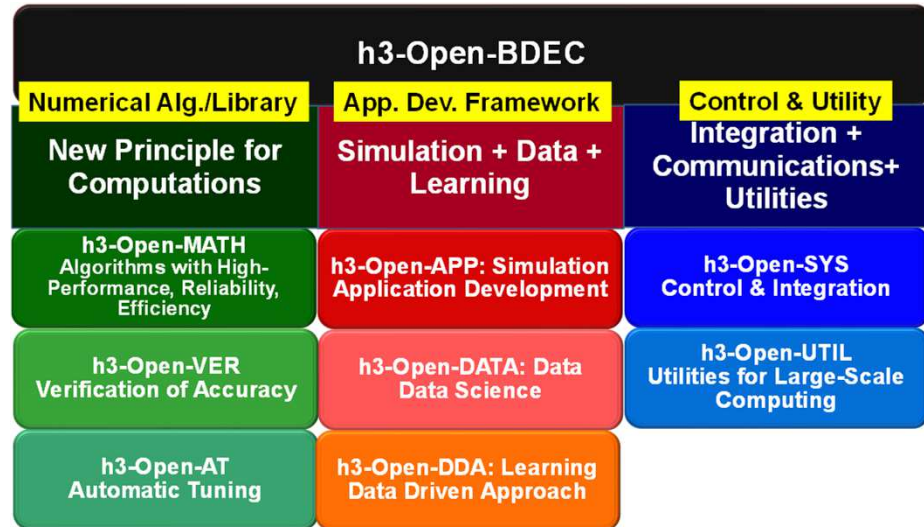 h3-Open-BDEC
Numerical Alg./Library
New Principle for
Computations
h3-Open-MATH
Algorithms with High-
Performance, Reliability,
Efficiency
h3-Open-VER
Verification of Accuracy
h3-Open-AT
Automatic Tuning
App. Dev. Framework
Simulation + Data +
Learning
h3-Open-APP: Simulation
Application Development
h3-Open-DATA: Data
Data Science
h3-Open-DDA: Learning
Data Driven Approach
Control & Utility
Integration +
Communications+
Utilities
h3-Open-SYS
Control & Integration
h3-Open-UTIL
Utilities for Large-Scale
Computing